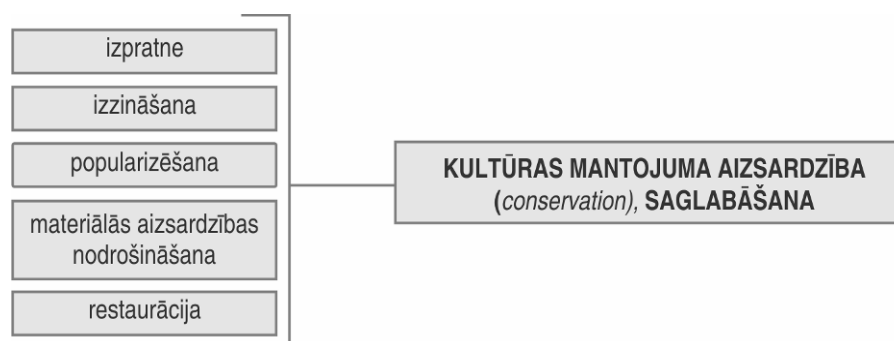 izpratne
izzināšana
popularizēšana
materiālās aizsardzības
nodrošināšana
restaurācija
KULTŪRAS MANTOJUMA AIZSARDZĪBA
(conservation), SAGLABĀŠANA